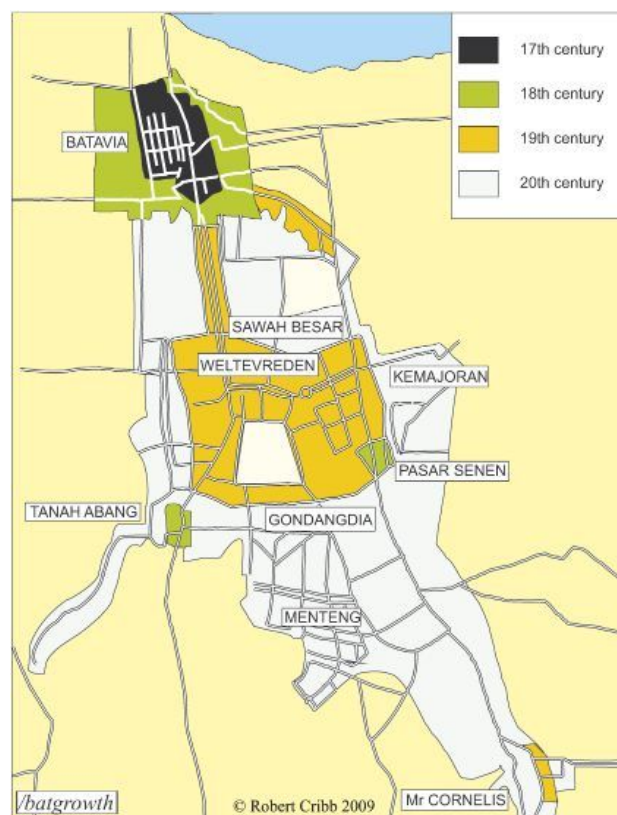 17th century
18th century
19th century
20th century
BATAVIA
SAWAH BESAR
WELTEVREDEN
KEMAJORAN
PASAR SENEN
TANAH ABANG
GONDANGDIA
MENTENG
/batgrowth
© Robert Cribb 2009
Mr CORNELIS